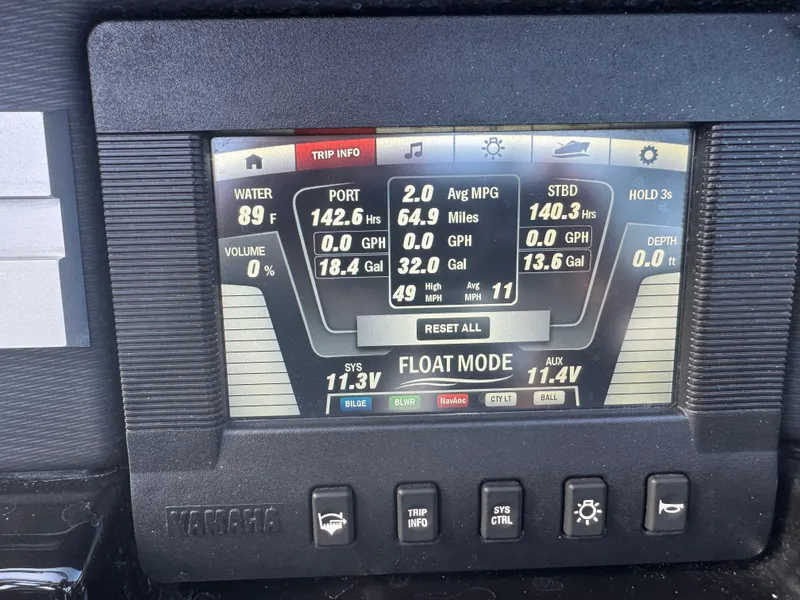 TRIP INFO
WATER
89 F
PORT
142.6 Hrs
0.0 GPH
18.4 Gal
2.0 Avg MPG
64.9 Miles
0.0 GPH
32.0 Gal
49 High MPH Avg MPH 11
STBD
140.3 Hrs
0.0 GPH
13.6 Gal
HOLD 3s
VOLUME
0 %
DEPTH
0.0 ft
RESET ALL
SYS
11.3V
FLOAT MODE
AUX
11.4V
BILGE BLWR NavAnc CTY LT BALL
YAMAHA
TRIP
INFO
SYS
CTRL